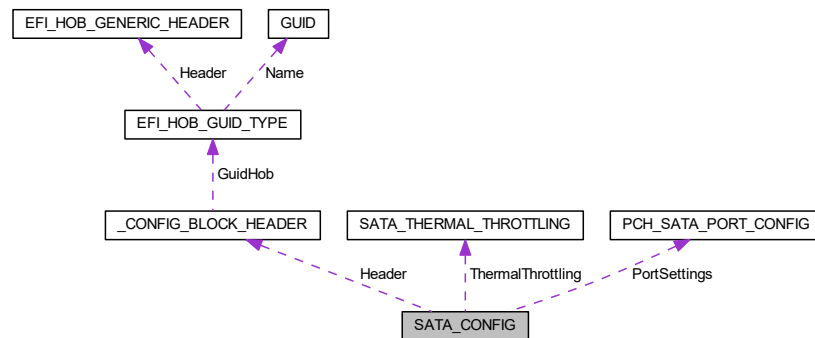 EFI_HOB_GENERIC_HEADER
GUID
Header
Name
EFI_HOB_GUID_TYPE
GuidHob
_CONFIG_BLOCK_HEADER
SATA_THERMAL_THROTTLING
PCH_SATA_PORT_CONFIG
Header
ThermalThrottling
PortSettings
SATA_CONFIG